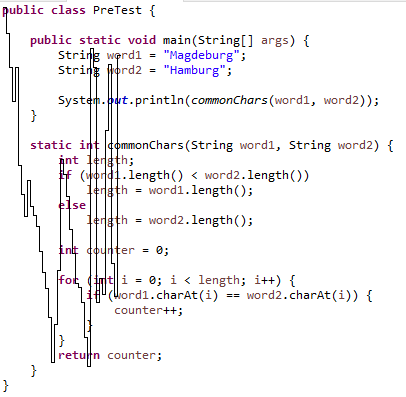 public class PreTest {
public static void main(String[] args) {
String word1 = "Magdeburg";
String word2 = "Hamburg";
System.out.println(commonChars(word1, word2));
}
static int commonChars(String word1, String word2) {
int length;
if (word1.length() < word2.length())
length = word1.length();
else
length = word2.length();
int counter = 0;
for (int i = 0; i < length; i++) {
if (word1.charAt(i) == word2.charAt(i)) {
counter++;
}
}
return counter;
}
}